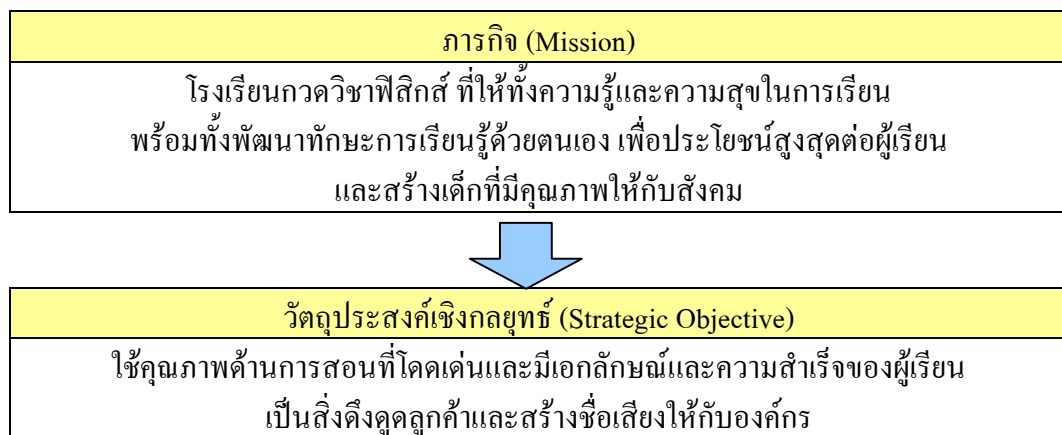 ภารกิจ (Mission)
โรงเรียนกวดวิชาฟิสิกส์ ที่ให้ทั้งความรู้และความสุขในการเรียน
พร้อมทั้งพัฒนาทักษะการเรียนรู้ด้วยตนเอง เพื่อประโยชน์สูงสุดต่อผู้เรียน
และสร้างเด็กที่มีคุณภาพให้กับสังคม
วัตถุประสงค์เชิงกลยุทธ์ (Strategic Objective)
ใช้คุณภาพด้านการสอนที่โดดเด่นและมีเอกลักษณ์และความสำเร็จของผู้เรียน
เป็นสิ่งดึงดูดลูกค้าและสร้างชื่อเสียงให้กับองค์กร